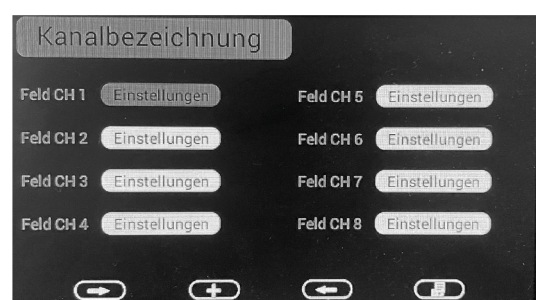 Kanalbezeichnung
Feld CH 1 Einstellungen
Feld CH 2 Einstellungen
Feld CH 3 Einstellungen
Feld CH 4 Einstellungen
Feld CH 5 Einstellungen
Feld CH 6 Einstellungen
Feld CH 7 Einstellungen
Feld CH 8 Einstellungen